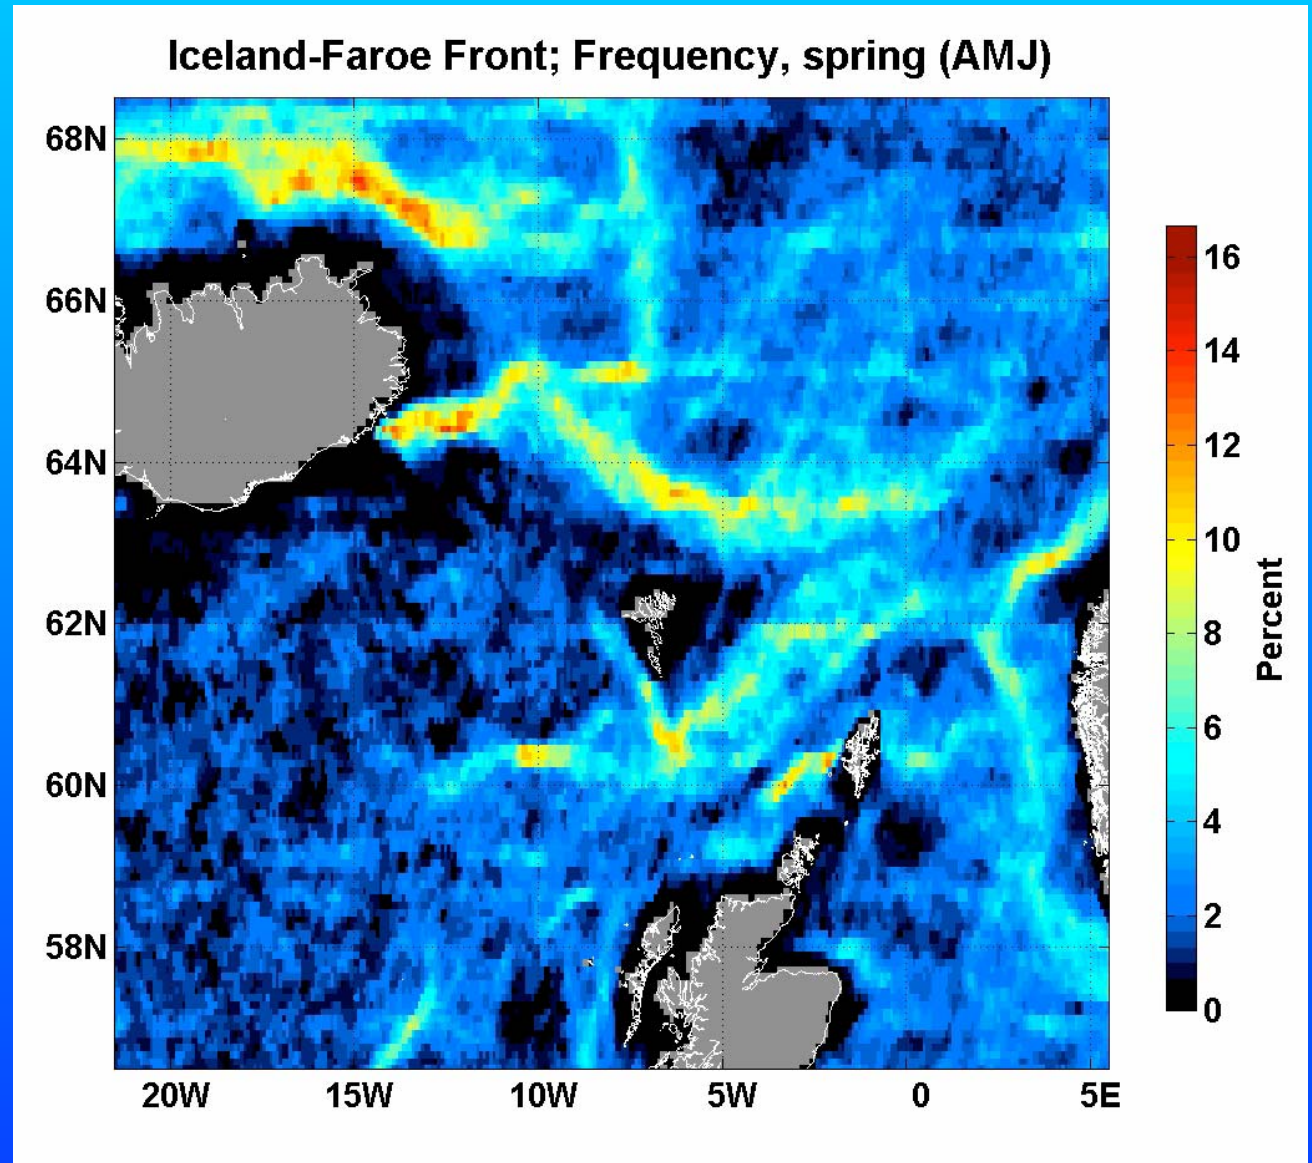 Iceland-Faroe Front; Frequency, spring (AMJ)
68N
66N
64N
62N
60N
58N
20W 15W 10W 5W 0 5E
16
14
12
10
8
6
4
2
0
Percent